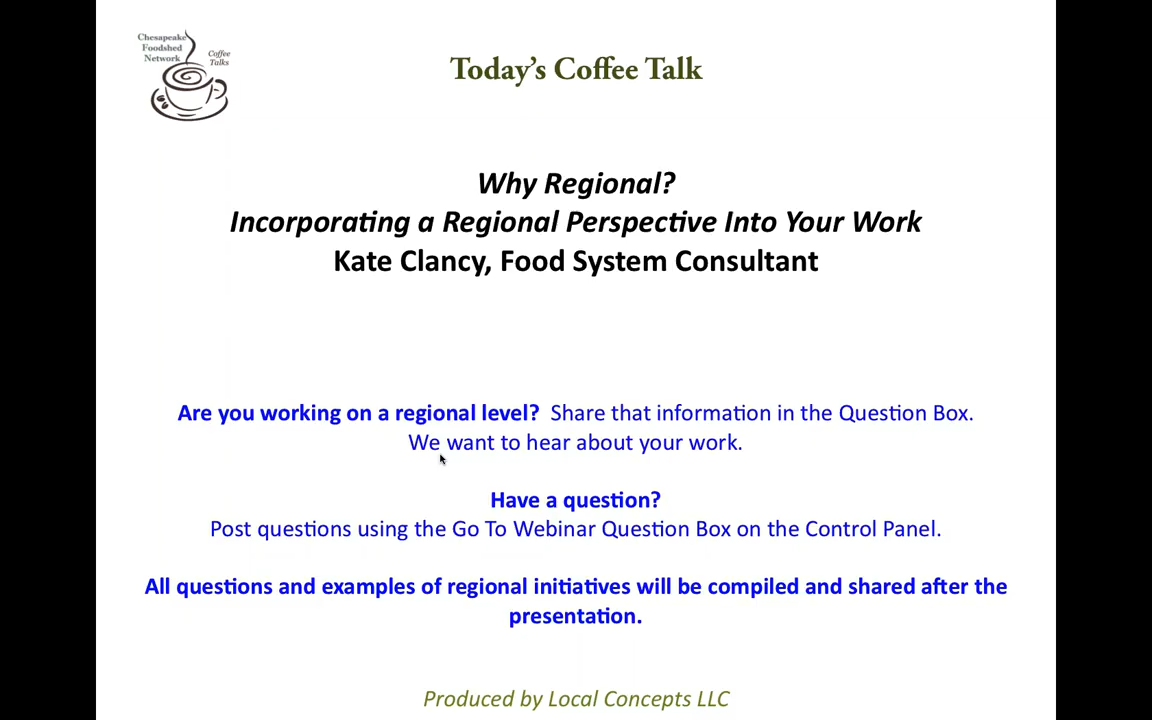 Chesapeake
Foodshed
Network
Coffee
Talks
Today's Coffee Talk
Why Regional?
Incorporating a Regional Perspective Into Your Work
Kate Clancy, Food System Consultant
Are you working on a regional level? Share that information in the Question Box.
We want to hear about your work.
Have a question?
Post questions using the Go To Webinar Question Box on the Control Panel.
All questions and examples of regional initiatives will be compiled and shared after the
presentation.
Produced by Local Concepts LLC